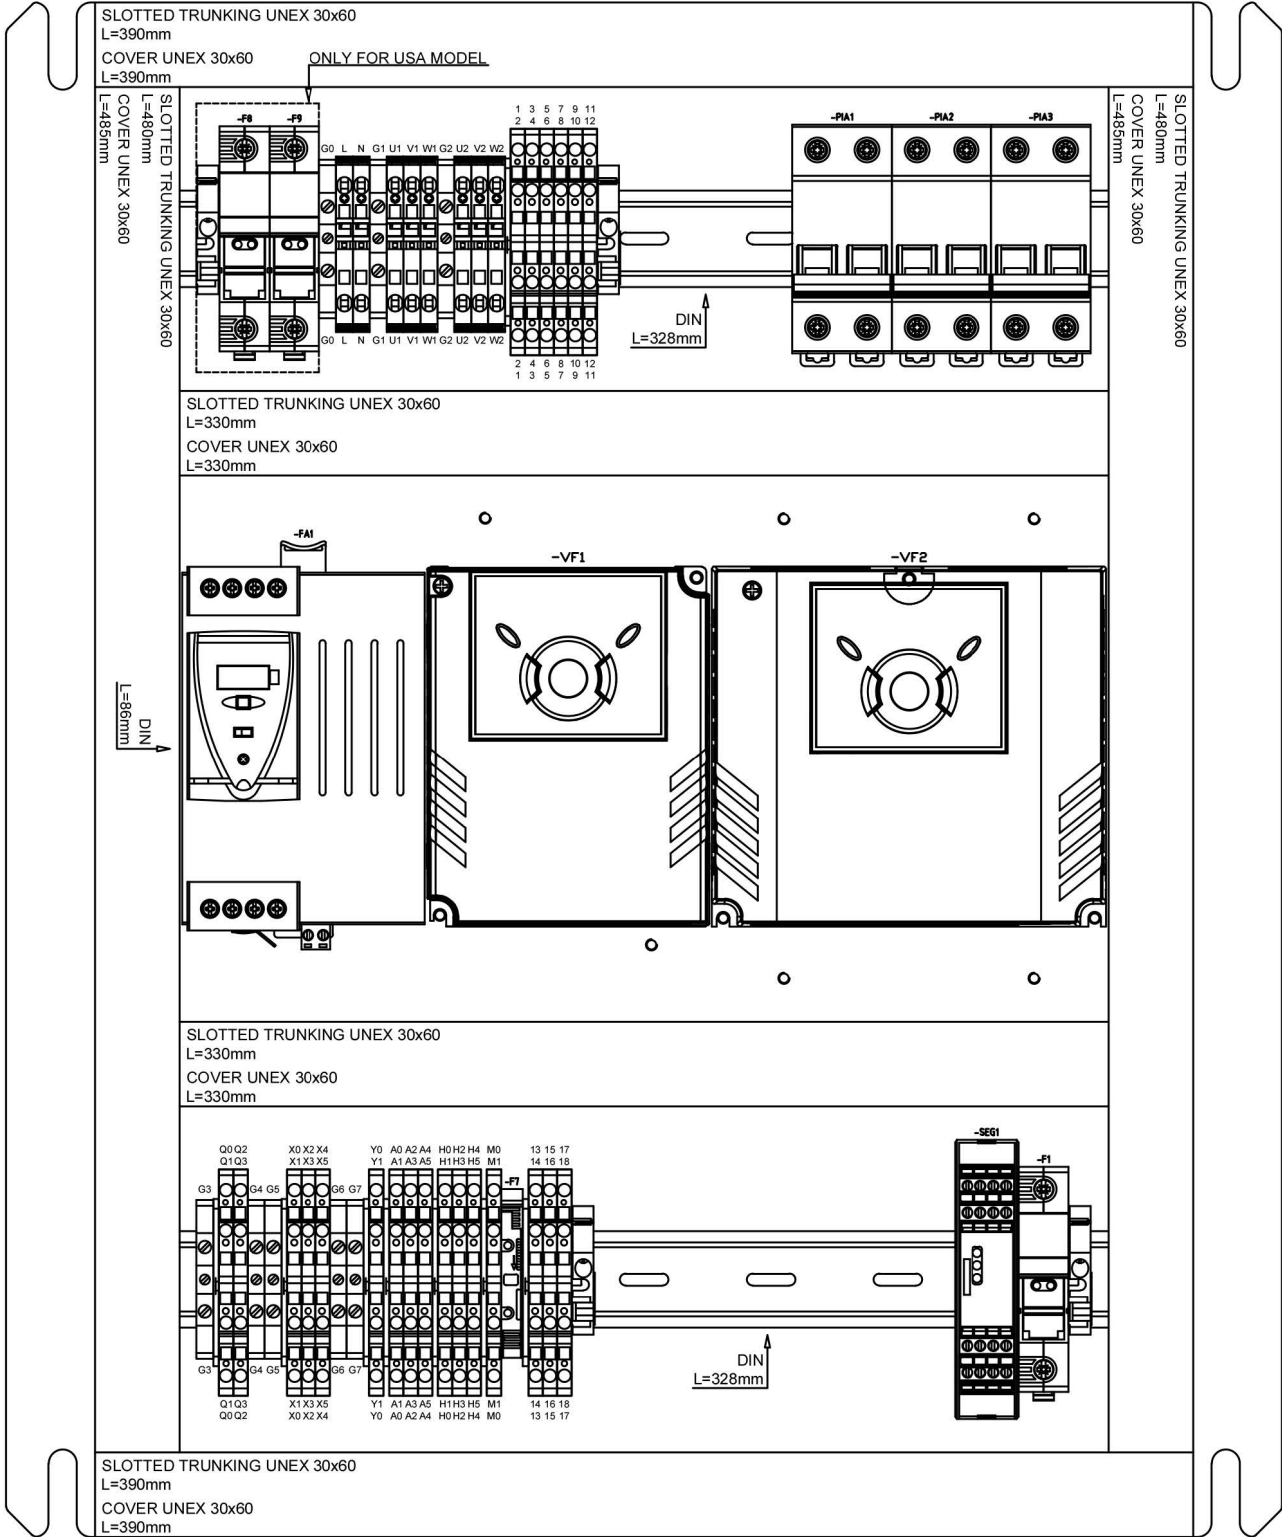 SLOTTED TRUNKING UNEX 30x60
L=390mm
COVER UNEX 30x60
L=390mm
ONLY FOR USA MODEL
SLOTTED TRUNKING UNEX 30x60
L=480mm
COVER UNEX 30x60
L=485mm
SLOTTED TRUNKING UNEX 30x60
L=480mm
COVER UNEX 30x60
L=485mm
-F8 -F9
1 3 5 7 9 11
2 4 6 8 10 12
-PIA1 -PIA2 -PIA3
G0 L N G1 U1 V1 W1 G2 U2 V2 W2
DIN
L=328mm
G0 L N G1 U1 V1 W1 G2 U2 V2 W2
2 4 6 8 10 12
1 3 5 7 9 11
SLOTTED TRUNKING UNEX 30x60
L=330mm
COVER UNEX 30x60
L=330mm
-FA1
-VF1
-VF2
DIN
L=86mm
SLOTTED TRUNKING UNEX 30x60
L=330mm
COVER UNEX 30x60
L=330mm
Q0 Q2 X0 X2 X4 Y0 A0 A2 A4 H0 H2 H4 M0 13 15 17
Q1 Q3 X1 X3 X5 Y1 A1 A3 A5 H1 H3 H5 M1 14 16 18
-SEG1
-F1
-F7
G3 G4 G5 G6 G7
DIN
L=328mm
G3 G4 G5 G6 G7
Q1 Q3 X1 X3 X5 Y1 A1 A3 A5 H1 H3 H5 M1 14 16 18
Q0 Q2 X0 X2 X4 Y0 A0 A2 A4 H0 H2 H4 M0 13 15 17
SLOTTED TRUNKING UNEX 30x60
L=390mm
COVER UNEX 30x60
L=390mm